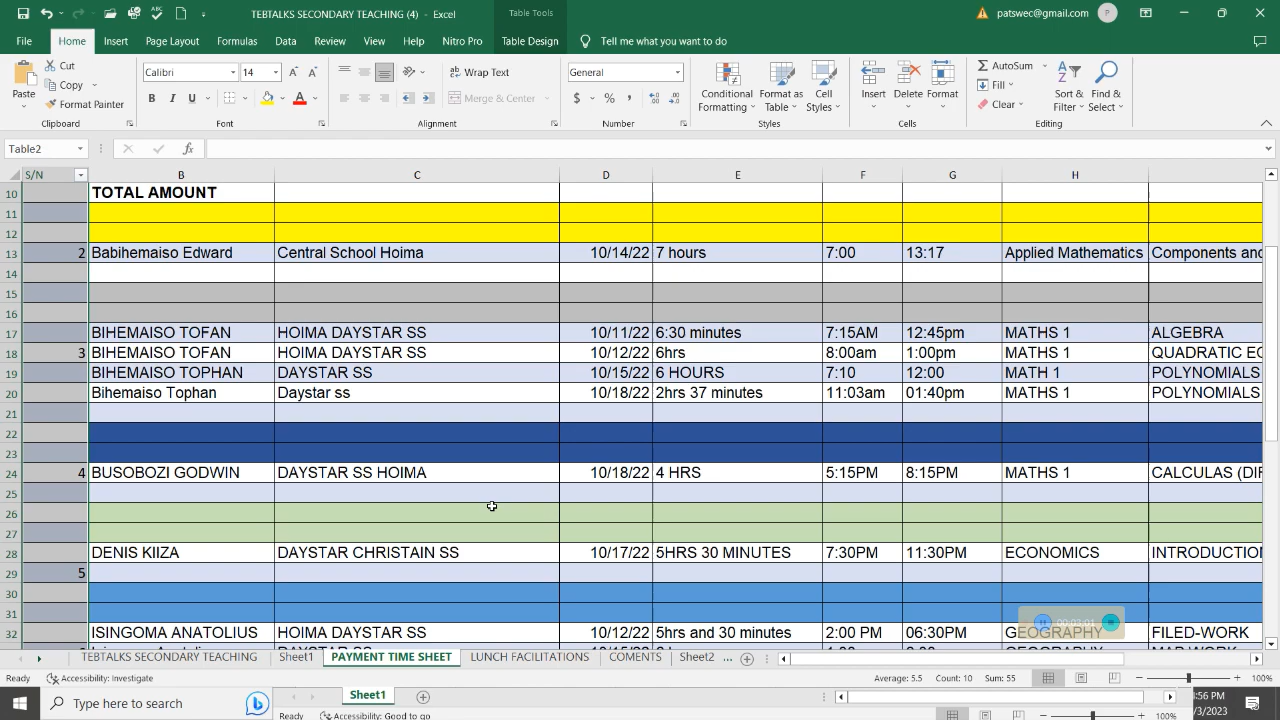 TEBTALKS SECONDARY TEACHING (4) - Excel Table Tools patswec@gmail.com P
File Home Insert Page Layout Formulas Data Review View Help Nitro Pro Table Design Tell me what you want to do
Paste Cut Copy Format Painter Calibri 14 Wrap Text General Conditional Formatting Format as Table Cell Styles Insert Delete Format AutoSum Fill Clear Sort & Filter Find & Select
B I U Merge & Center $ % ,
Clipboard Font Alignment Number Styles Cells Editing
Table2 fx
S/N B C D E F G H
10 TOTAL AMOUNT
11
12
13 2 Babihemaiso Edward Central School Hoima 10/14/22 7 hours 7:00 13:17 Applied Mathematics Components and
14
15
16
17 BIHEMAISO TOFAN HOIMA DAYSTAR SS 10/11/22 6:30 minutes 7:15AM 12:45pm MATHS 1 ALGEBRA
18 3 BIHEMAISO TOFAN HOIMA DAYSTAR SS 10/12/22 6hrs 8:00am 1:00pm MATHS 1 QUADRATIC EQ
19 BIHEMAISO TOPHAN DAYSTAR SS 10/15/22 6 HOURS 7:10 12:00 MATH 1 POLYNOMIALS
20 Bihemaiso Tophan Daystar ss 10/18/22 2hrs 37 minutes 11:03am 01:40pm MATHS 1 POLYNOMIALS
21
22
23
24 4 BUSOBOZI GODWIN DAYSTAR SS HOIMA 10/18/22 4 HRS 5:15PM 8:15PM MATHS 1 CALCULAS (DIF
25
26
27
28 DENIS KIIZA DAYSTAR CHRISTAIN SS 10/17/22 5HRS 30 MINUTES 7:30PM 11:30PM ECONOMICS INTRODUCTION
29 5
30
31
32 ISINGOMA ANATOLIUS HOIMA DAYSTAR SS 10/12/22 5hrs and 30 minutes 2:00 PM 06:30PM GEOGRAPHY FILED-WORK
00:03:01
TEBTALKS SECONDARY TEACHING Sheet1 PAYMENT TIME SHEET LUNCH FACILITATIONS COMENTS Sheet2 ...
Ready Accessibility: Investigate Average: 5.5 Count: 10 Sum: 55 100%
Type here to search Sheet1 :56 PM
Ready Accessibility: Good to go 100% /3/2023